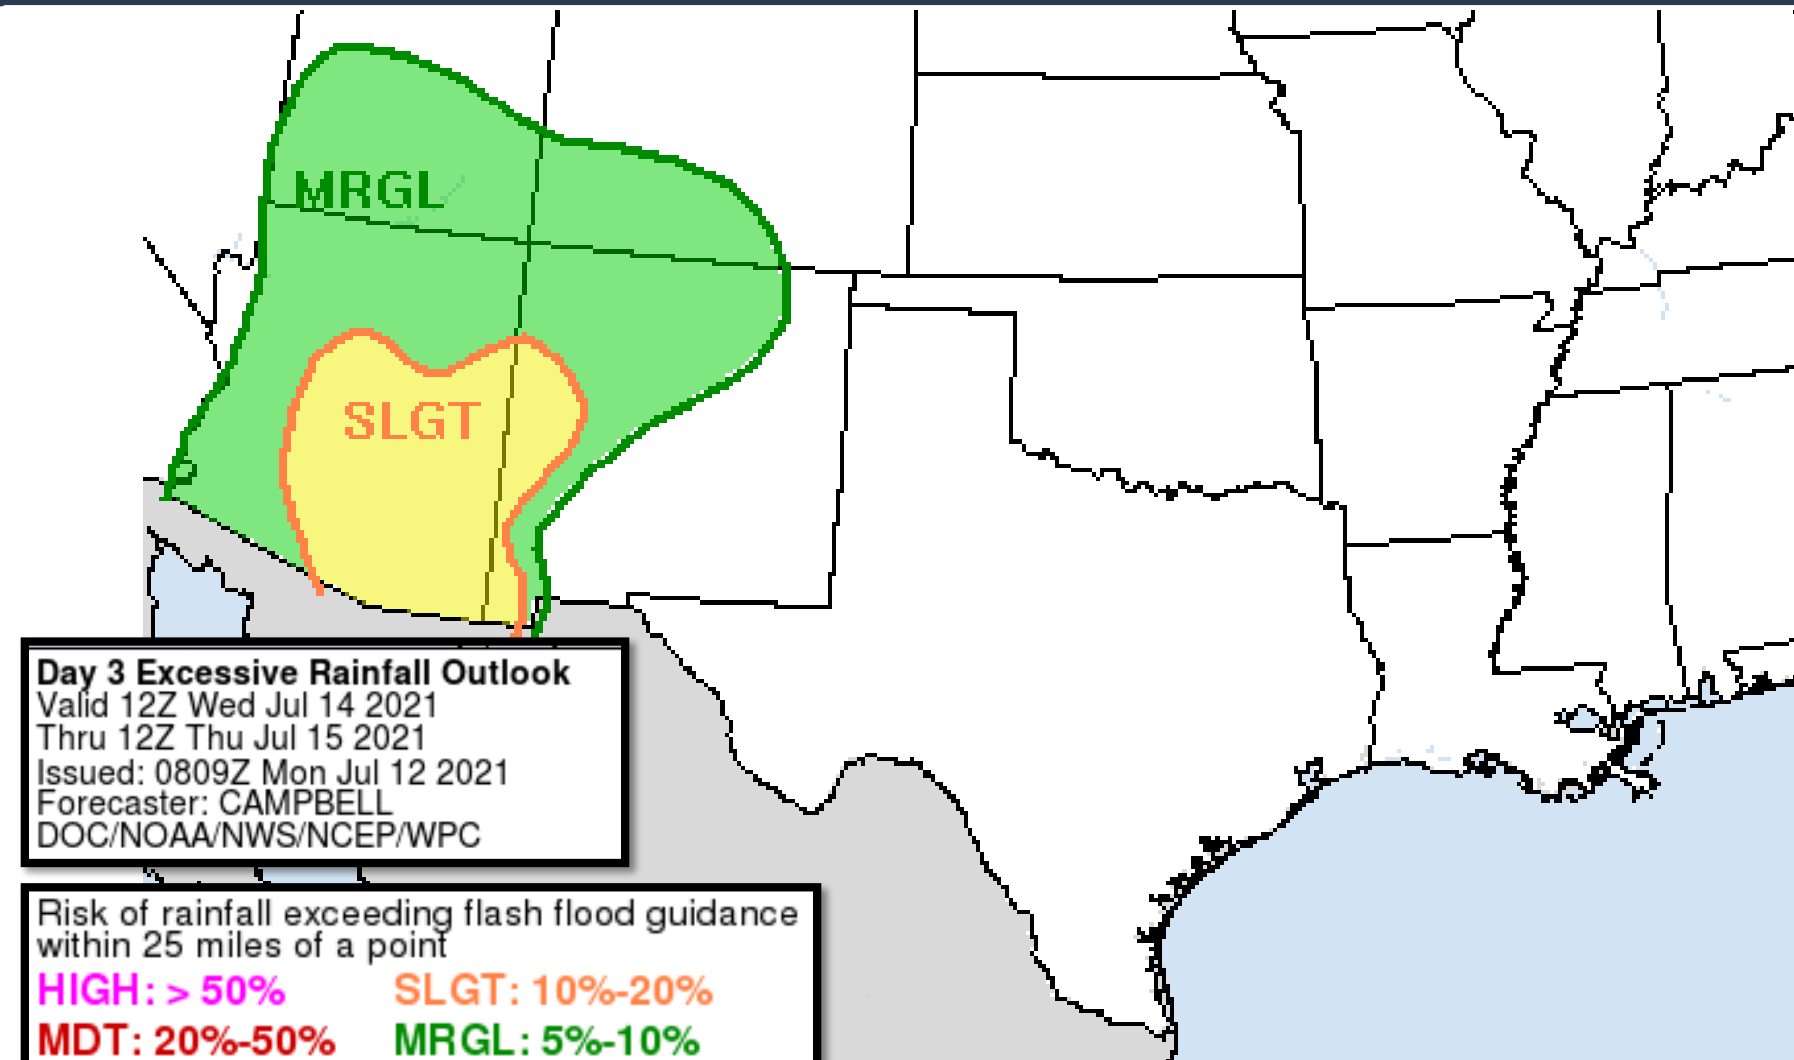 MRGL
SLGT
Day 3 Excessive Rainfall Outlook
Valid 12Z Wed Jul 14 2021
Thru 12Z Thu Jul 15 2021
Issued: 0809Z Mon Jul 12 2021
Forecaster: CAMPBELL
DOC/NOAA/NWS/NCEP/WPC
Risk of rainfall exceeding flash flood guidance
within 25 miles of a point
HIGH: > 50% SLGT: 10%-20%
MDT: 20%-50% MRGL: 5%-10%